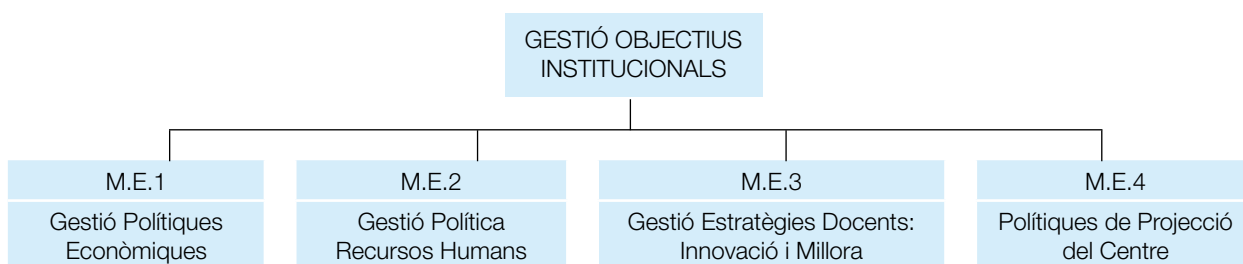 GESTIÓ OBJECTIUS
INSTITUCIONALS
M.E.1
Gestió Polítiques
Econòmiques
M.E.2
Gestió Política
Recursos Humans
M.E.3
Gestió Estratègies Docents:
Innovació i Millora
M.E.4
Polítiques de Projecció
del Centre